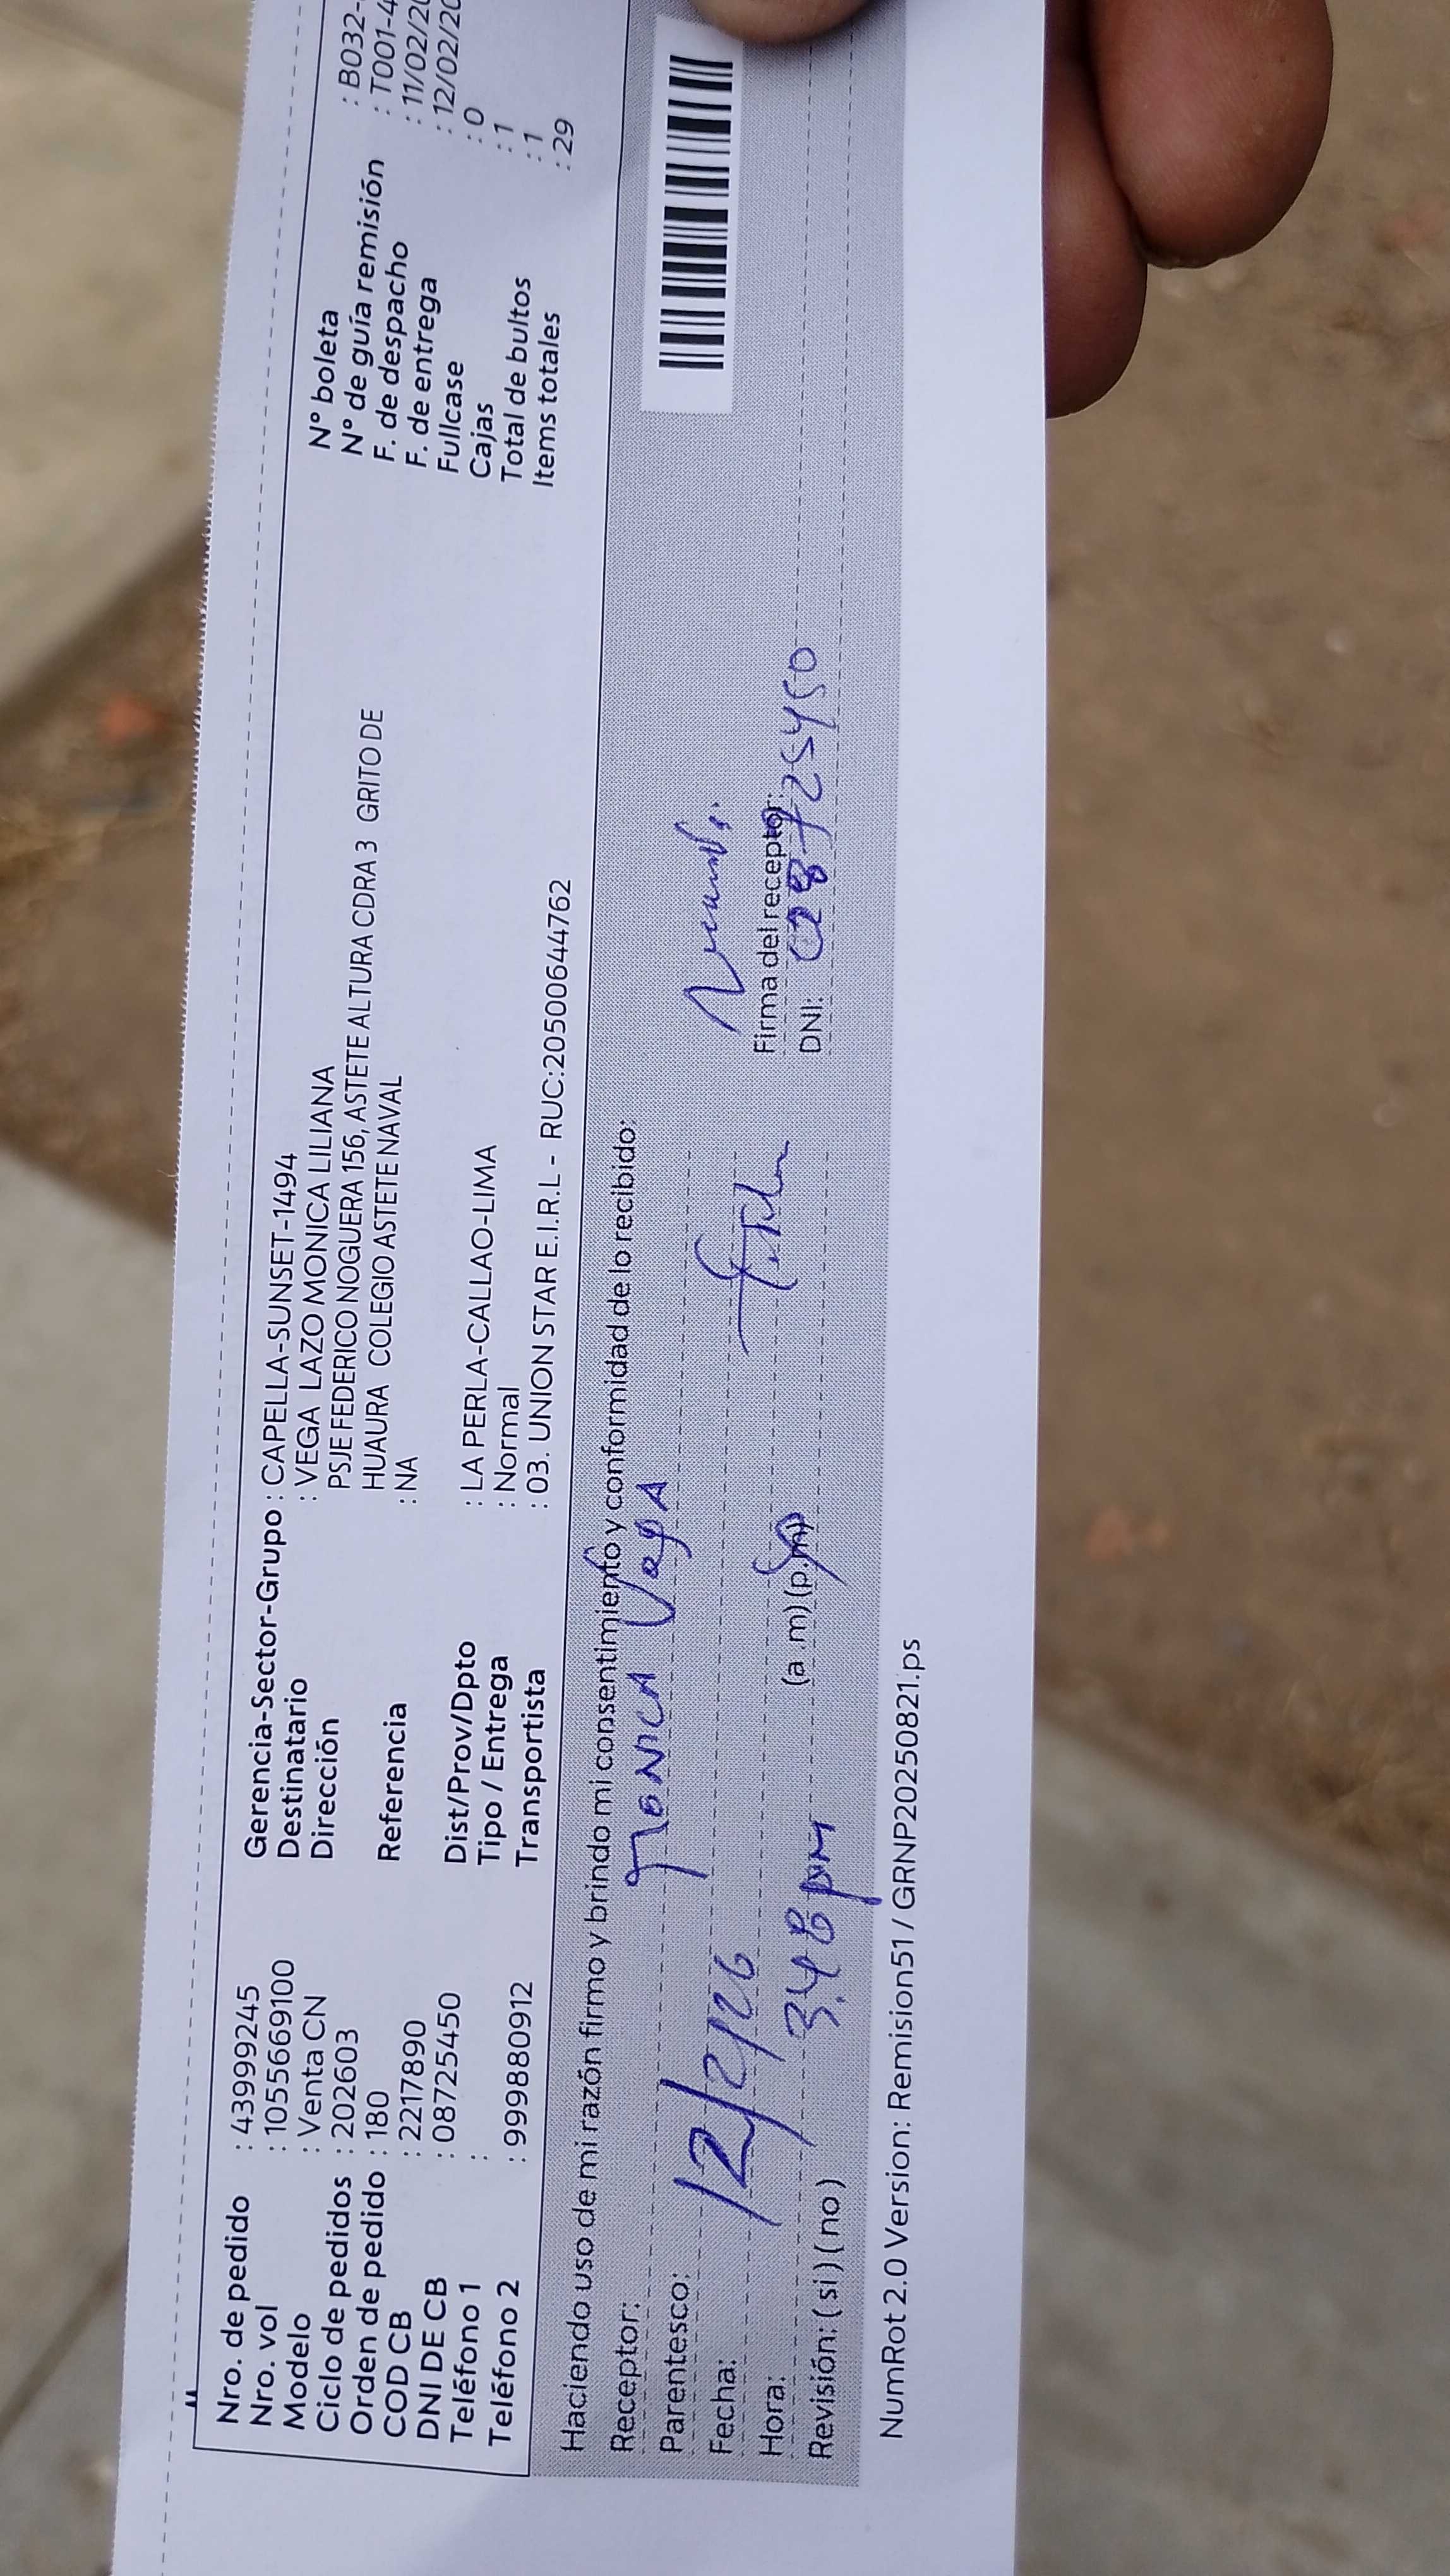 Nro. de pedido : 43999245
Nro. vol : 1055669100
Modelo : Venta CN
Ciclo de pedidos : 202603
Orden de pedido : 180
COD CB : 2217890
DNI DE CB : 08725450
Teléfono 1 :
Teléfono 2 : 999880912
Gerencia-Sector-Grupo : CAPELLA-SUNSET-1494
Destinatario : VEGA LAZO MONICA LILIANA
Dirección PSJE FEDERICO NOGUERA 156, ASTETE ALTURA CDRA 3 GRITO DE
HUAURA COLEGIO ASTETE NAVAL
Referencia : NA
Dist/Prov/Dpto : LA PERLA-CALLAO-LIMA
Tipo / Entrega : Normal
Transportista : 03. UNION STAR E.I.R.L - RUC:20500644762
N° boleta : B032-
N° de guía remisión : T001-4
F. de despacho : 11/02/20
F. de entrega : 12/02/20
Fullcase : 0
Cajas : 1
Total de bultos : 1
Items totales : 29
Haciendo uso de mi razón firmo y brindo mi consentimiento y conformidad de lo recibido:
Receptor: MONICA Vega
Parentesco:
Fecha: 12/2/26
Hora: 3.48 pm (a .m) (p.m)
Revisión: ( si ) ( no )
Firma del receptor:
DNI: 08725450
NumRot 2.0 Version: Remision51 / GRNP20250821.ps